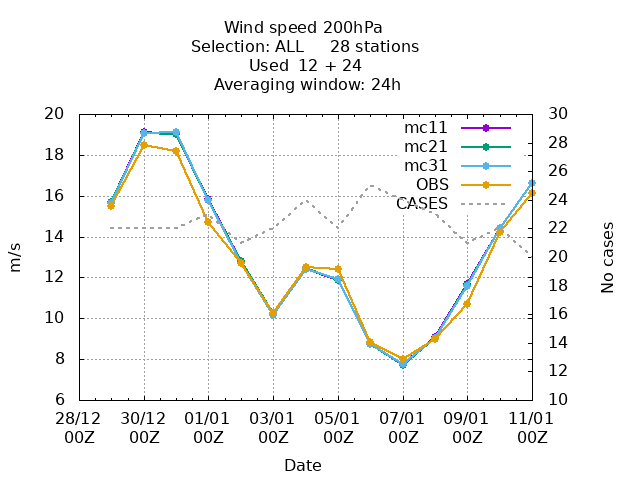 Wind speed 200hPa
Selection: ALL     28 stations
Used  12 + 24
Averaging window: 24h
20 30
mc11
28
mc21
18
26
mc31
16 OBS 24
CASES
22
14
20
12 18
16
10
14
8
12
6 10
m/s
No cases
28/12 30/12 01/01 03/01 05/01 07/01 09/01 11/01
00Z 00Z 00Z 00Z 00Z 00Z 00Z 00Z
Date